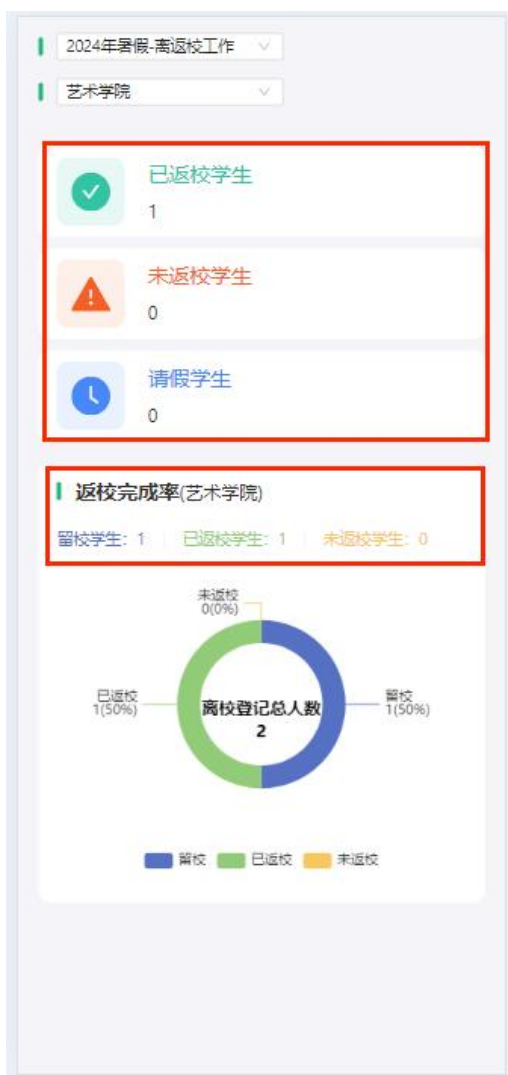 2024年暑假-离返校工作
艺术学院
已返校学生
1
未返校学生
0
请假学生
0
返校完成率(艺术学院)
留校学生：1 已返校学生：1 未返校学生：0
未返校
0(0%)
已返校
1(50%)
离校登记总人数
2
留校
1(50%)
留校 已返校 未返校